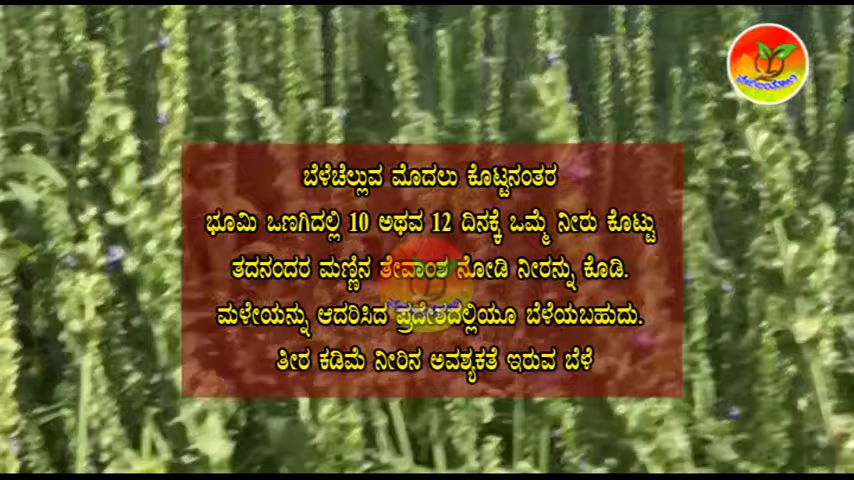 ಬೆಳೆಚೆಲ್ಲುವ ಮೊದಲು ಕೊಟ್ಟನಂತರ
ಭೂಮಿ ಒಣಗಿದಲ್ಲಿ 10 ಅಥವ 12 ದಿನಕ್ಕೆ ಒಮ್ಮೆ ನೀರು ಕೊಟ್ಟು
ತದನಂದರ ಮಣ್ಣಿನ ತೇವಾಂಶ ನೋಡಿ ನೀರನ್ನು ಕೊಡಿ.
ಮಳೇಯನ್ನು ಆದರಿಸಿದ ಪ್ರದೇಶದಲ್ಲಿಯೂ ಬೆಳೆಯಬಹುದು.
ತೀರ ಕಡಿಮೆ ನೀರಿನ ಅವಶ್ಯಕತೆ ಇರುವ ಬೆಳೆ